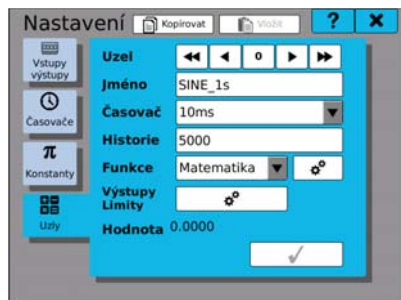 Nastavení Kopírovat Vložit ? X
Vstupy
výstupy
Časovače
π
Konstanty
Uzly
Uzel 0
Jméno SINE_1s
Časovač 10ms
Historie 5000
Funkce Matematika
Výstupy
Limity
Hodnota 0.0000